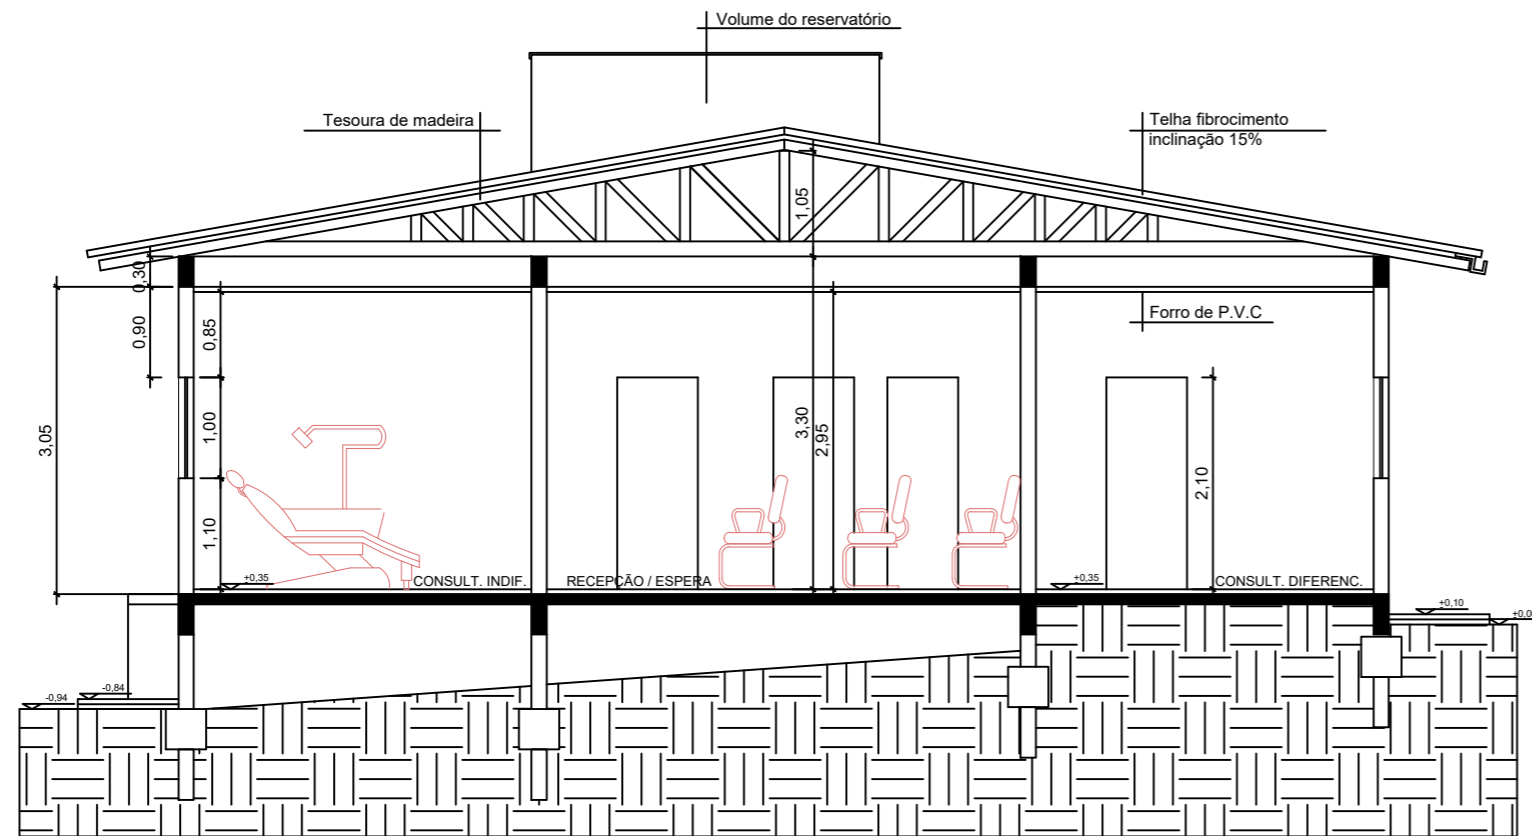 Volume do reservatório
Tesoura de madeira
Telha fibrocimento
inclinação 15%
1,05
0,30
0,90
0,85
Forro de P.V.C
3,05
1,00
3,30
2,95
2,10
1,10
+0,35
CONSULT. INDIF.
RECEPÇÃO / ESPERA
+0,35
CONSULT. DIFERENC.
+0,10
+0,0
-0,84
-0,94